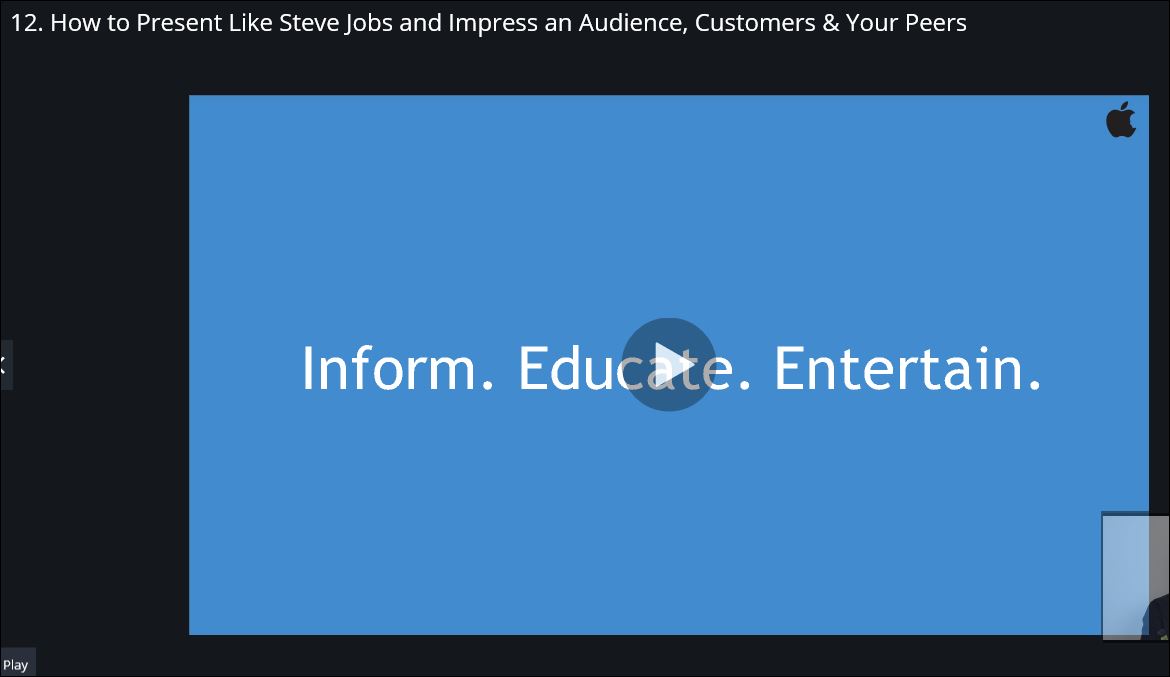 12. How to Present Like Steve Jobs and Impress an Audience, Customers & Your Peers
Inform. Educate. Entertain.
Play